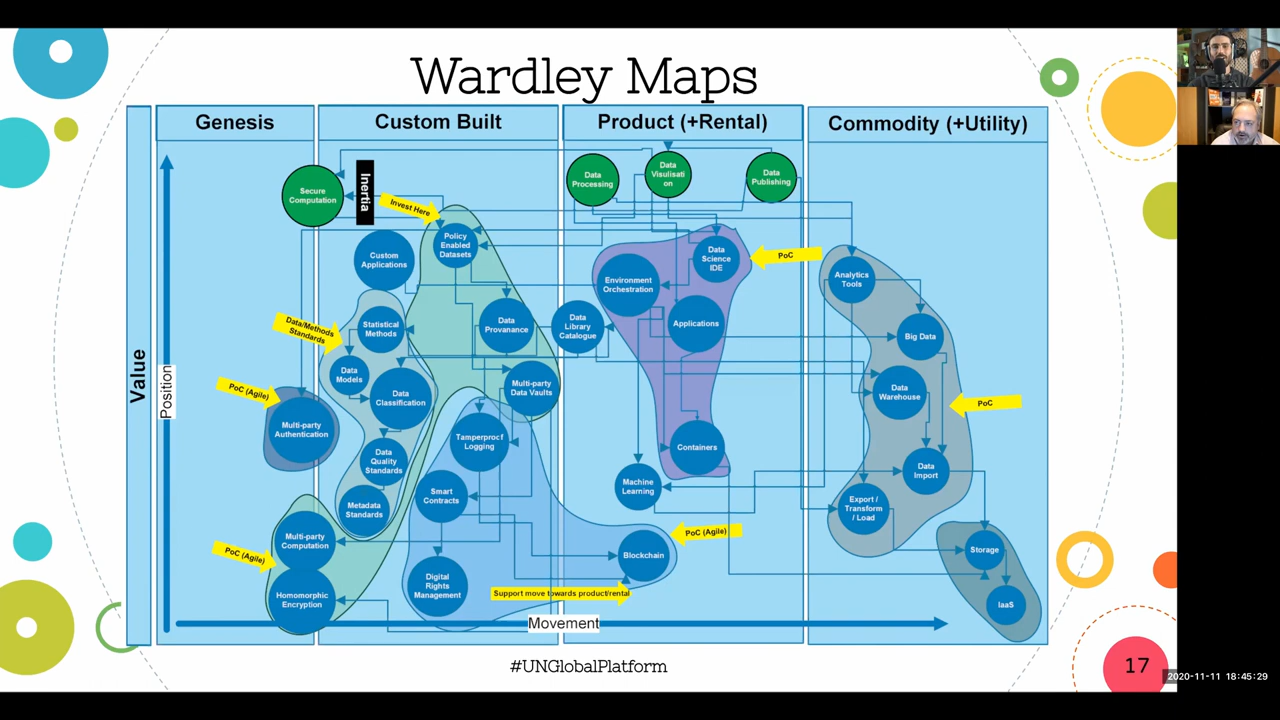 Wardley Maps
Genesis
Custom Built
Product (+Rental)
Commodity (+Utility)
Value
Position
Movement
Secure
Computation
Inertia
Invest Here
Data
Processing
Data
Visulisati
on
Data
Publishing
Policy
Enabled
Datasets
Custom
Applications
Data
Science
IDE
PoC
Environment
Orchestration
Analytics
Tools
Data/Methods
Standards
Statistical
Methods
Data
Provanance
Data
Library
Catalogue
Applications
Big Data
Data
Models
PoC (Agile)
Data
Classification
Multi-party
Data Vaults
Data
Warehouse
PoC
Multi-party
Authentication
Tamperproof
Logging
Containers
Data
Quality
Standards
Data
Import
Smart
Contracts
Machine
Learning
Metadata
Standards
Export /
Transform
/ Load
Multi-party
Computation
PoC (Agile)
PoC (Agile)
Blockchain
Storage
Digital
Rights
Management
Homomorphic
Encryption
Support move towards product/rental
IaaS
#UNGlobalPlatform
17
2020-11-11 18:45:29